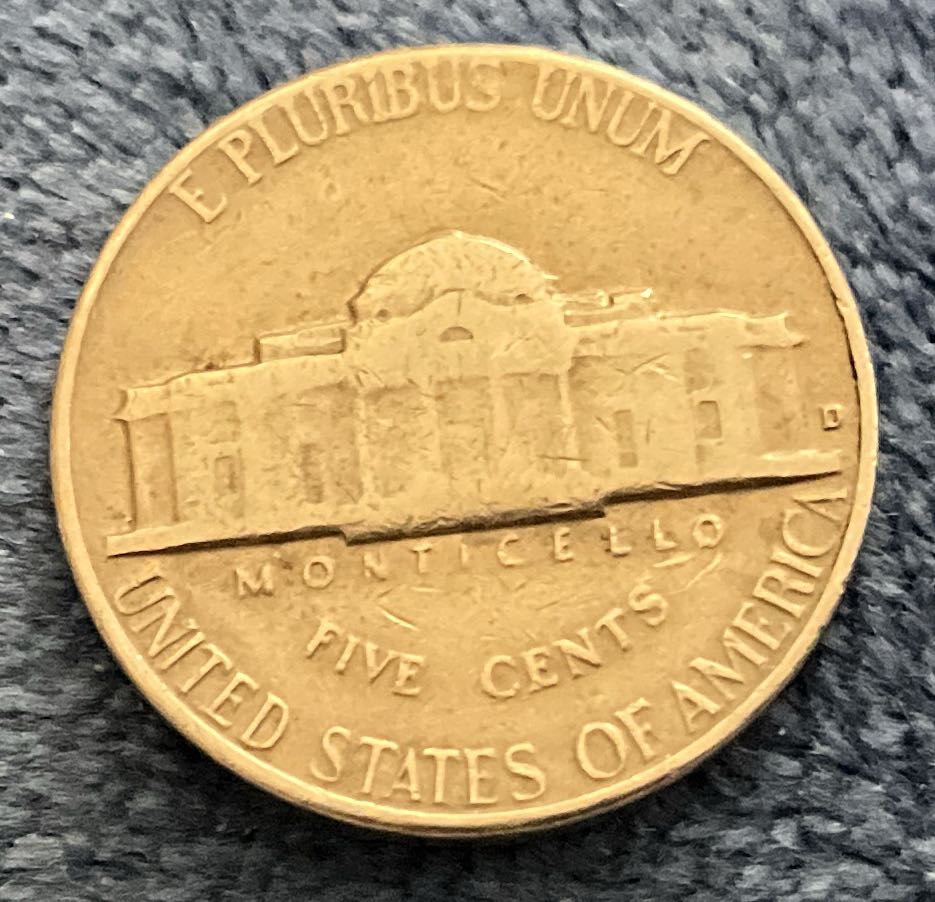 E PLURIBUS UNUM
D
MONTICELLO
FIVE CENTS
UNITED STATES OF AMERICA